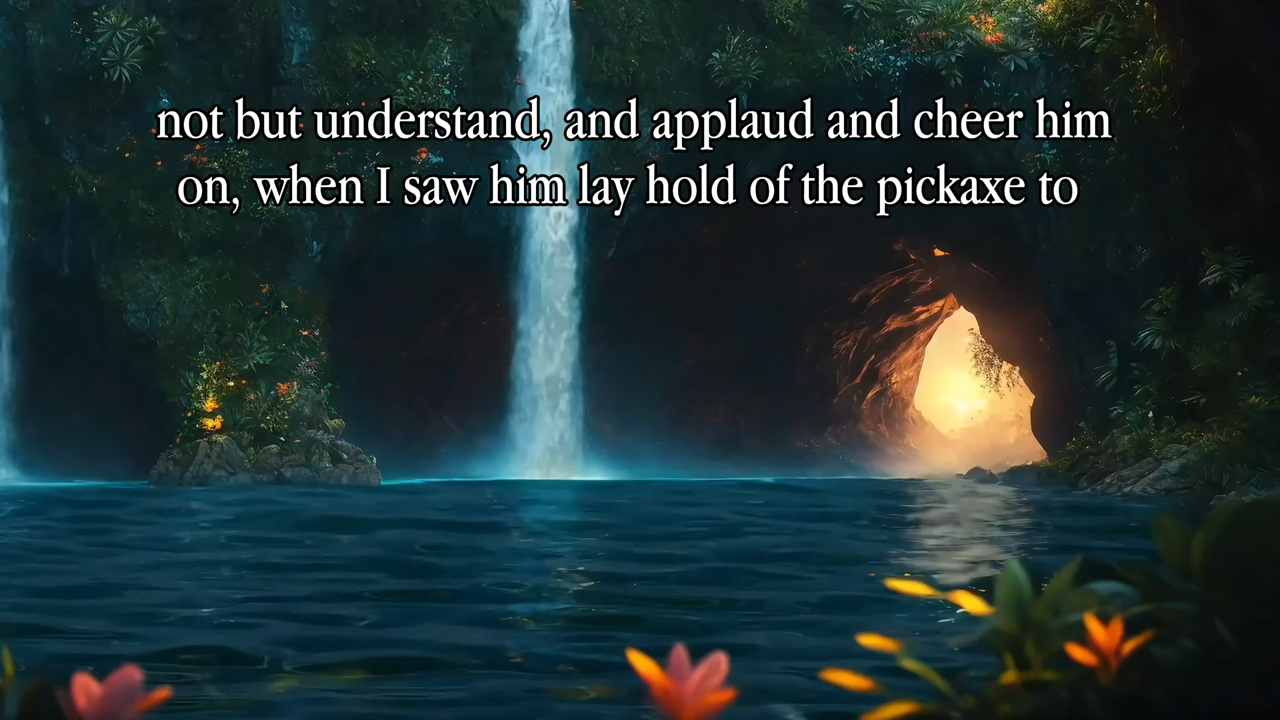 not but understand, and applaud and cheer him
on, when I saw him lay hold of the pickaxe to